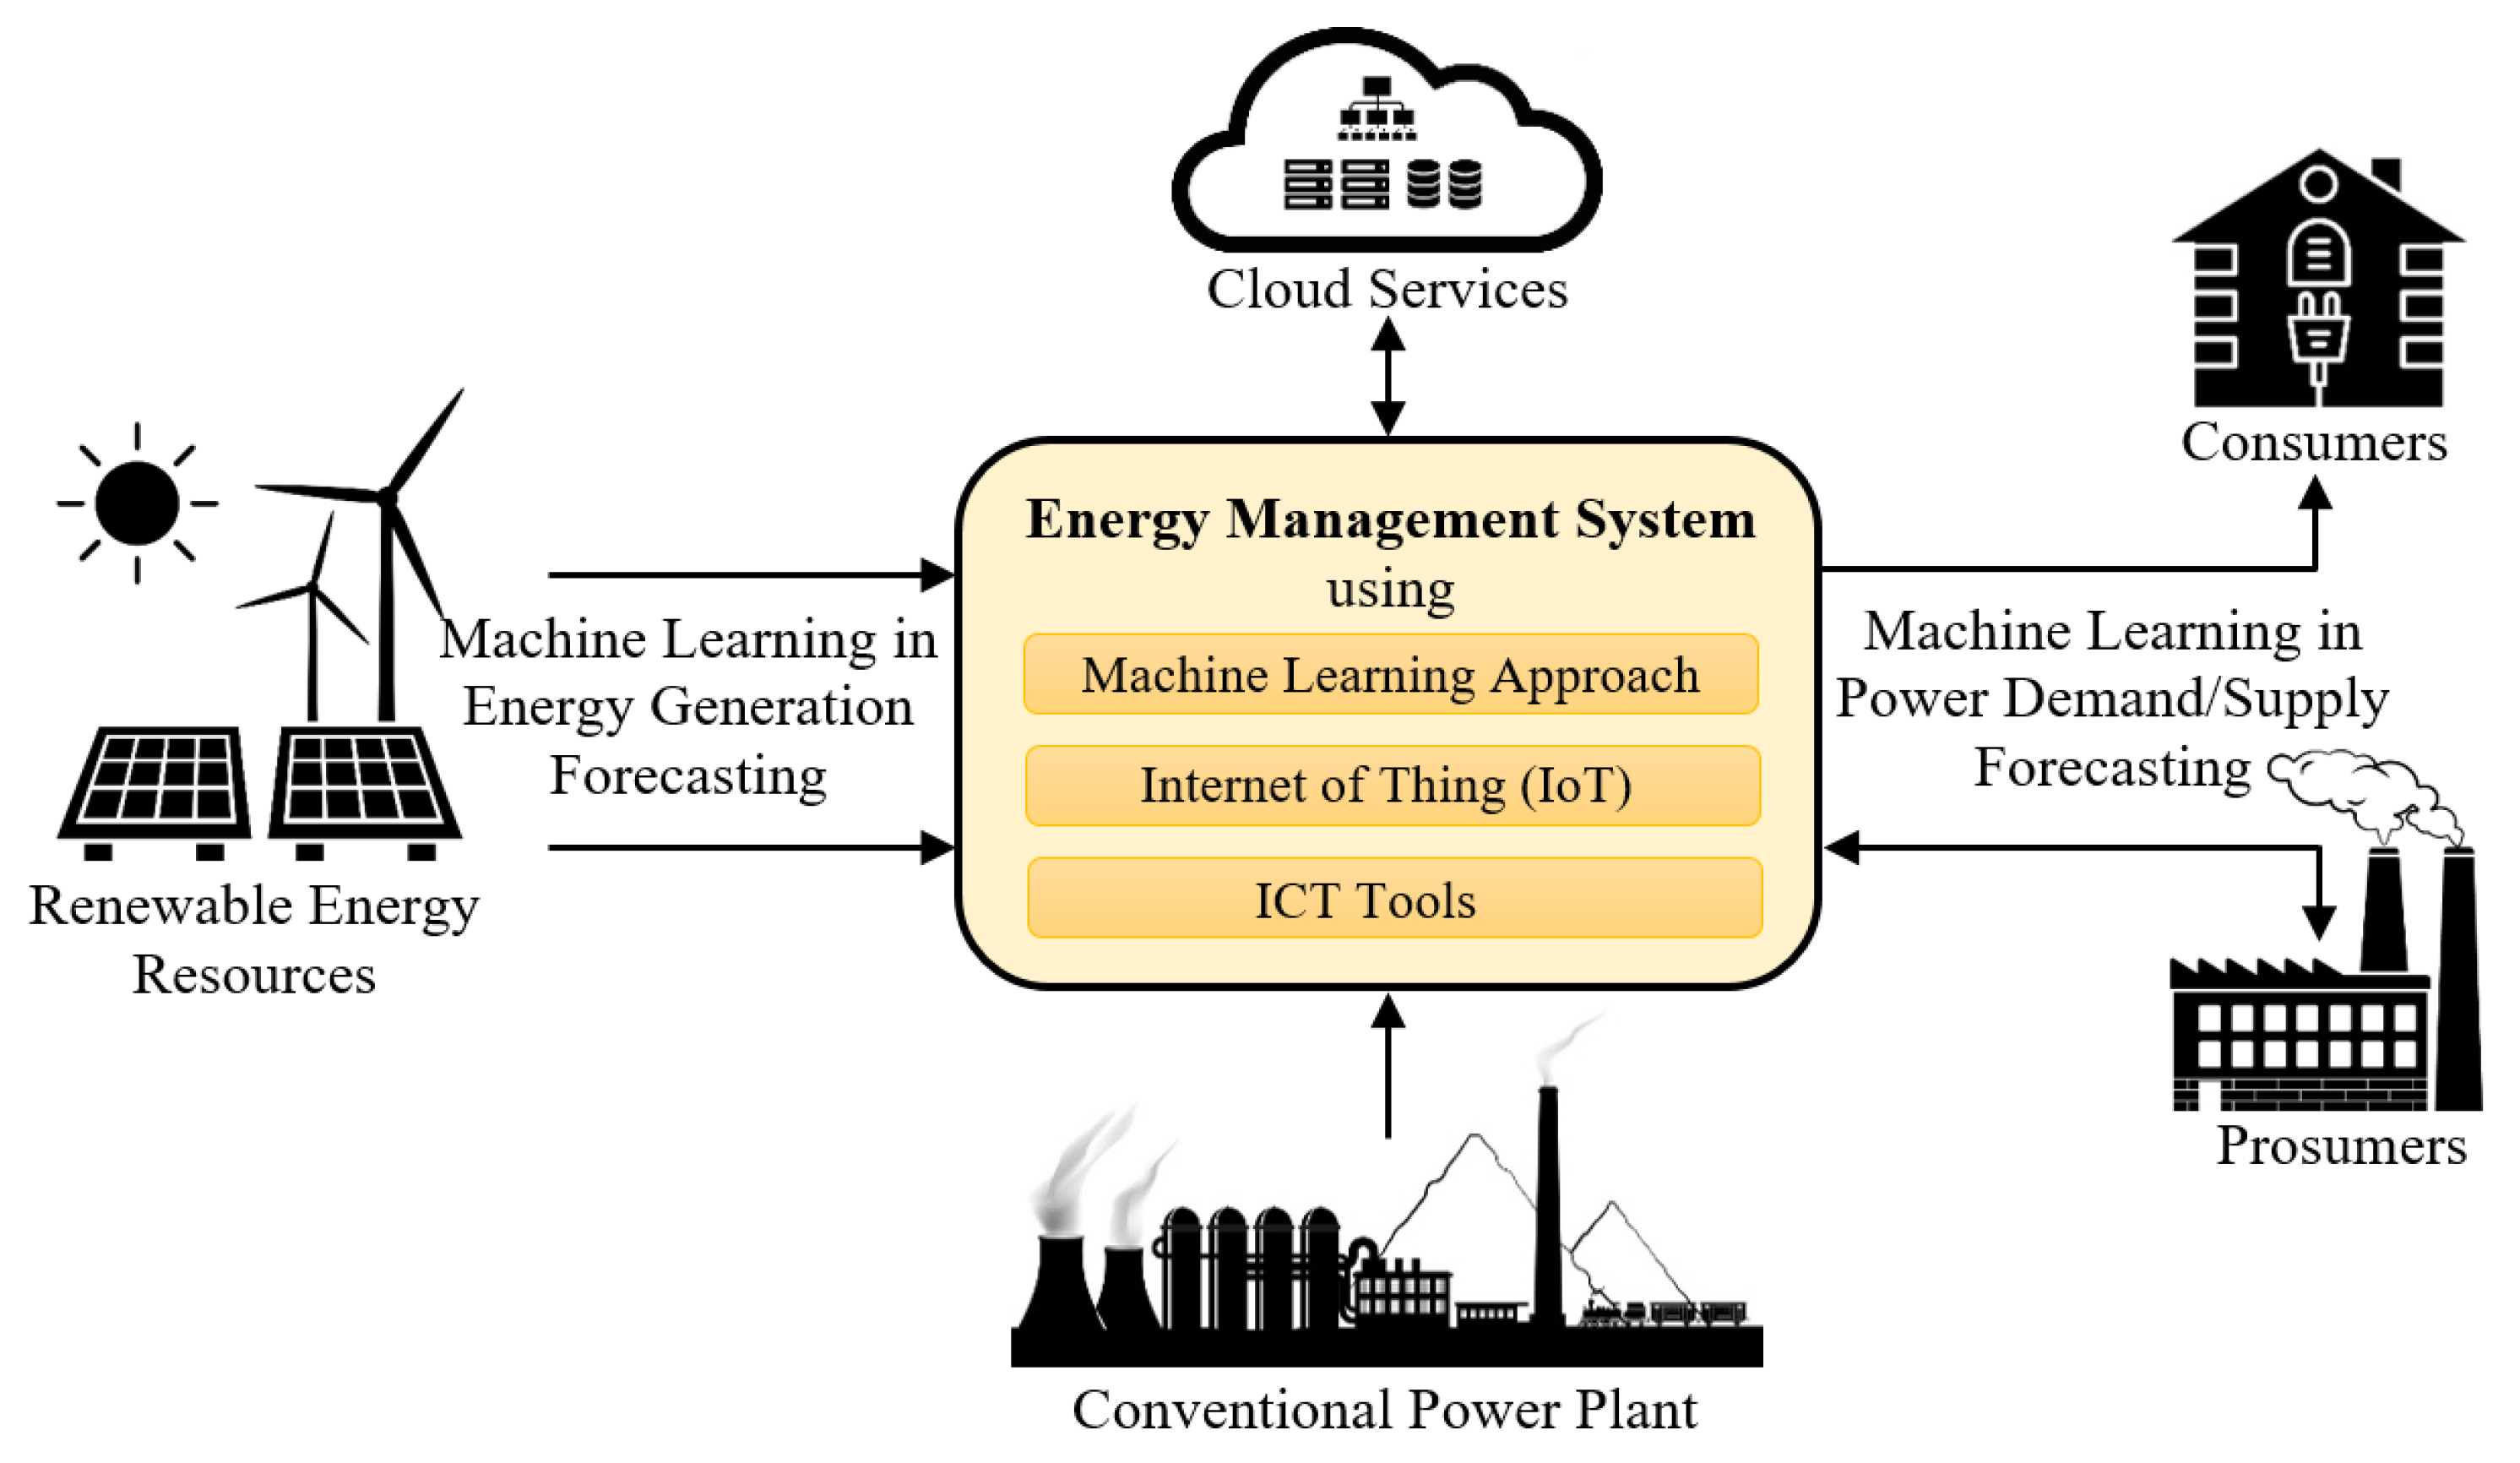 Cloud Services
Consumers
Energy Management System
using
Machine Learning Approach
Internet of Thing (IoT)
ICT Tools
Machine Learning in
Energy Generation
Forecasting
Renewable Energy
Resources
Machine Learning in
Power Demand/Supply
Forecasting
Prosumers
Conventional Power Plant